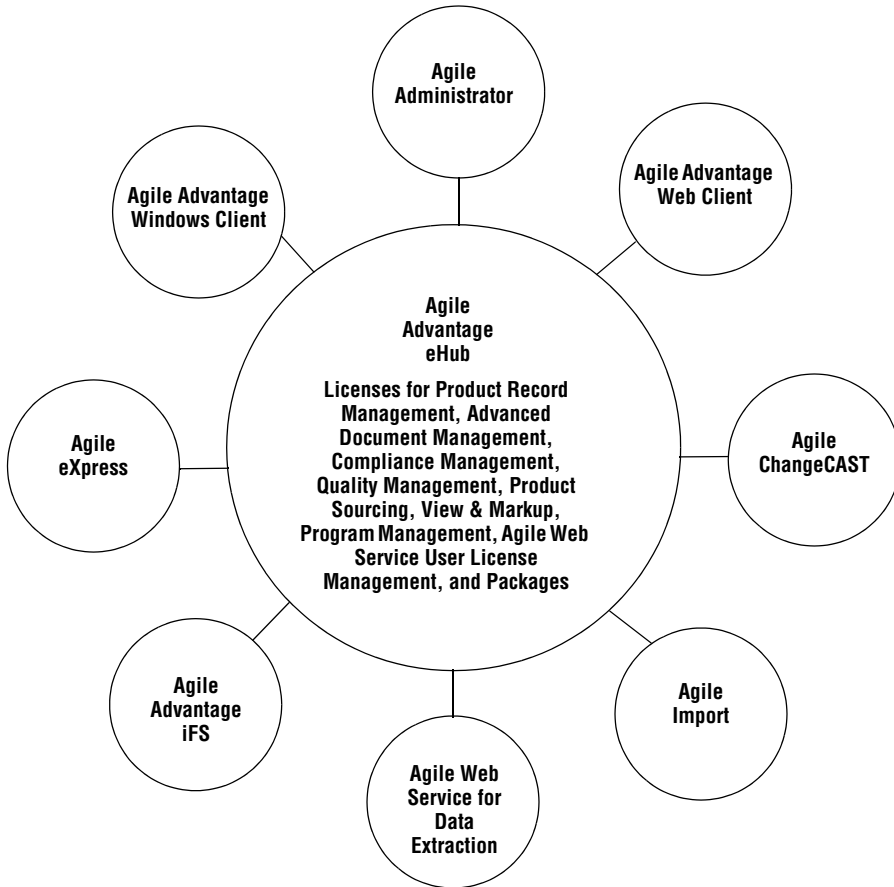 Agile
Administrator
Agile Advantage
Web Client
Agile Advantage
Windows Client
Agile
Advantage
eHub
Licenses for Product Record
Management, Advanced
Document Management,
Compliance Management,
Quality Management, Product
Sourcing, View & Markup,
Program Management, Agile Web
Service User License
Management, and Packages
Agile
eXpress
Agile
ChangeCAST
Agile
Advantage
iFS
Agile
Import
Agile Web
Service for
Data
Extraction